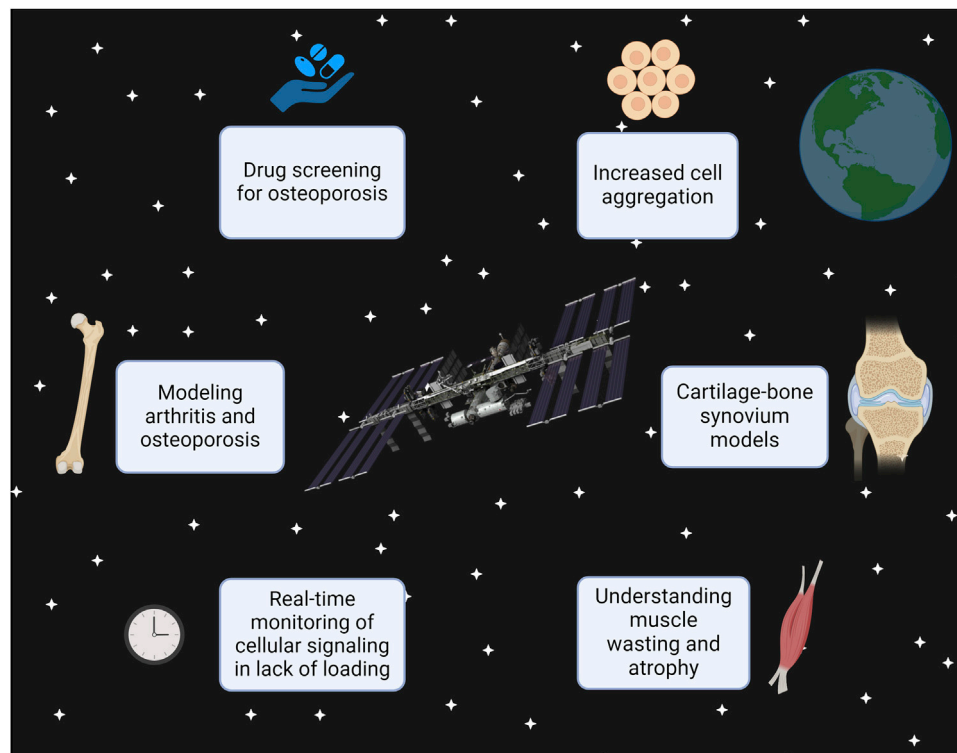 Drug screening
for osteoporosis
Increased cell
aggregation
Modeling
arthritis and
osteoporosis
Cartilage-bone
synovium
models
Real-time
monitoring of
cellular signaling
in lack of loading
Understanding
muscle
wasting and
atrophy